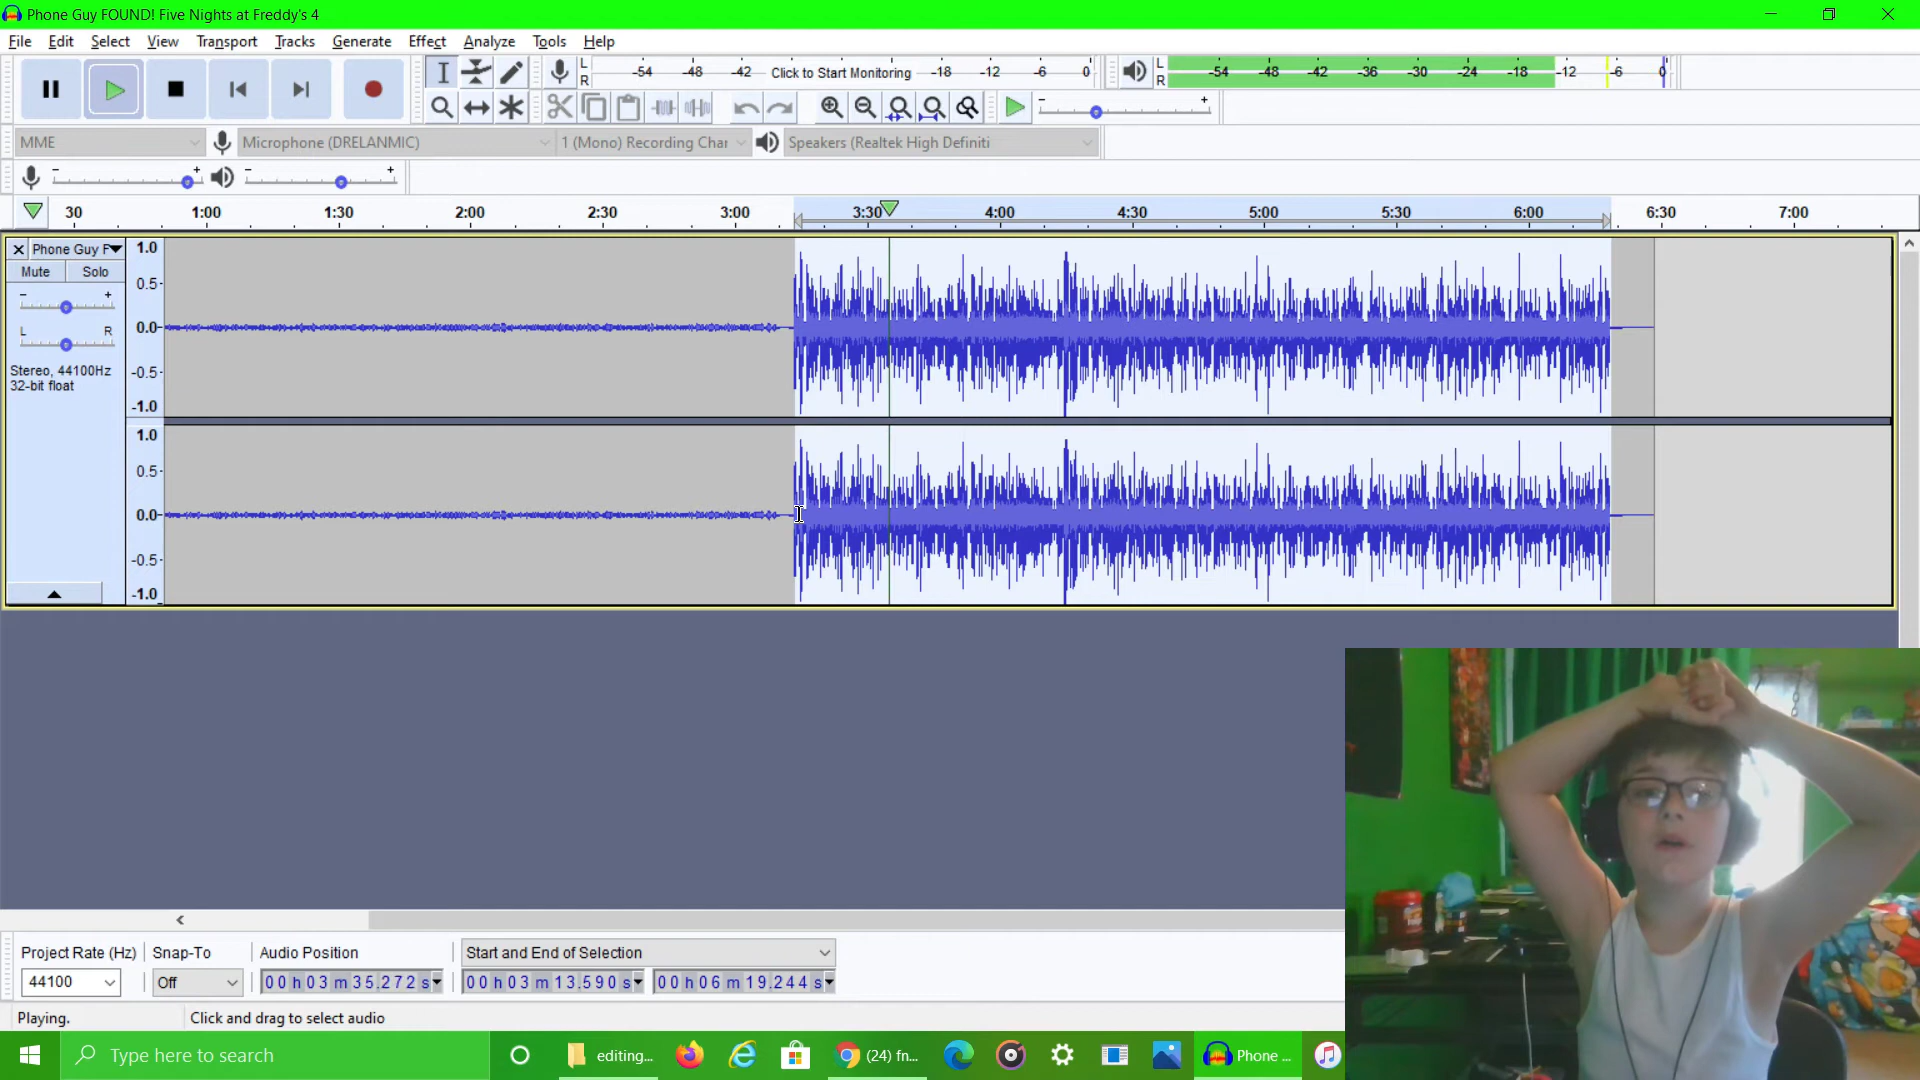 Phone Guy FOUND! Five Nights at Freddy's 4
File Edit Select View Transport Tracks Generate Effect Analyze Tools Help
L R -54 -48 -42 Click to Start Monitoring -18 -12 -6 0
L R -54 -48 -42 -36 -30 -24 -18 -12 -6 0
- +
MME Microphone (DRELANMIC) 1 (Mono) Recording Char Speakers (Realtek High Definiti
- + - +
30 1:00 1:30 2:00 2:30 3:00 3:30 4:00 4:30 5:00 5:30 6:00 6:30 7:00
Phone Guy F
Mute Solo
- +
L R
Stereo, 44100Hz
32-bit float
1.0
0.5
0.0
-0.5
-1.0
1.0
0.5
0.0
-0.5
-1.0
Project Rate (Hz) Snap-To Audio Position Start and End of Selection
44100 Off 00 h 03 m 35.272 s 00 h 03 m 13.590 s 00 h 06 m 19.244 s
Playing. Click and drag to select audio
Type here to search editing... (24) fn... Phone ...